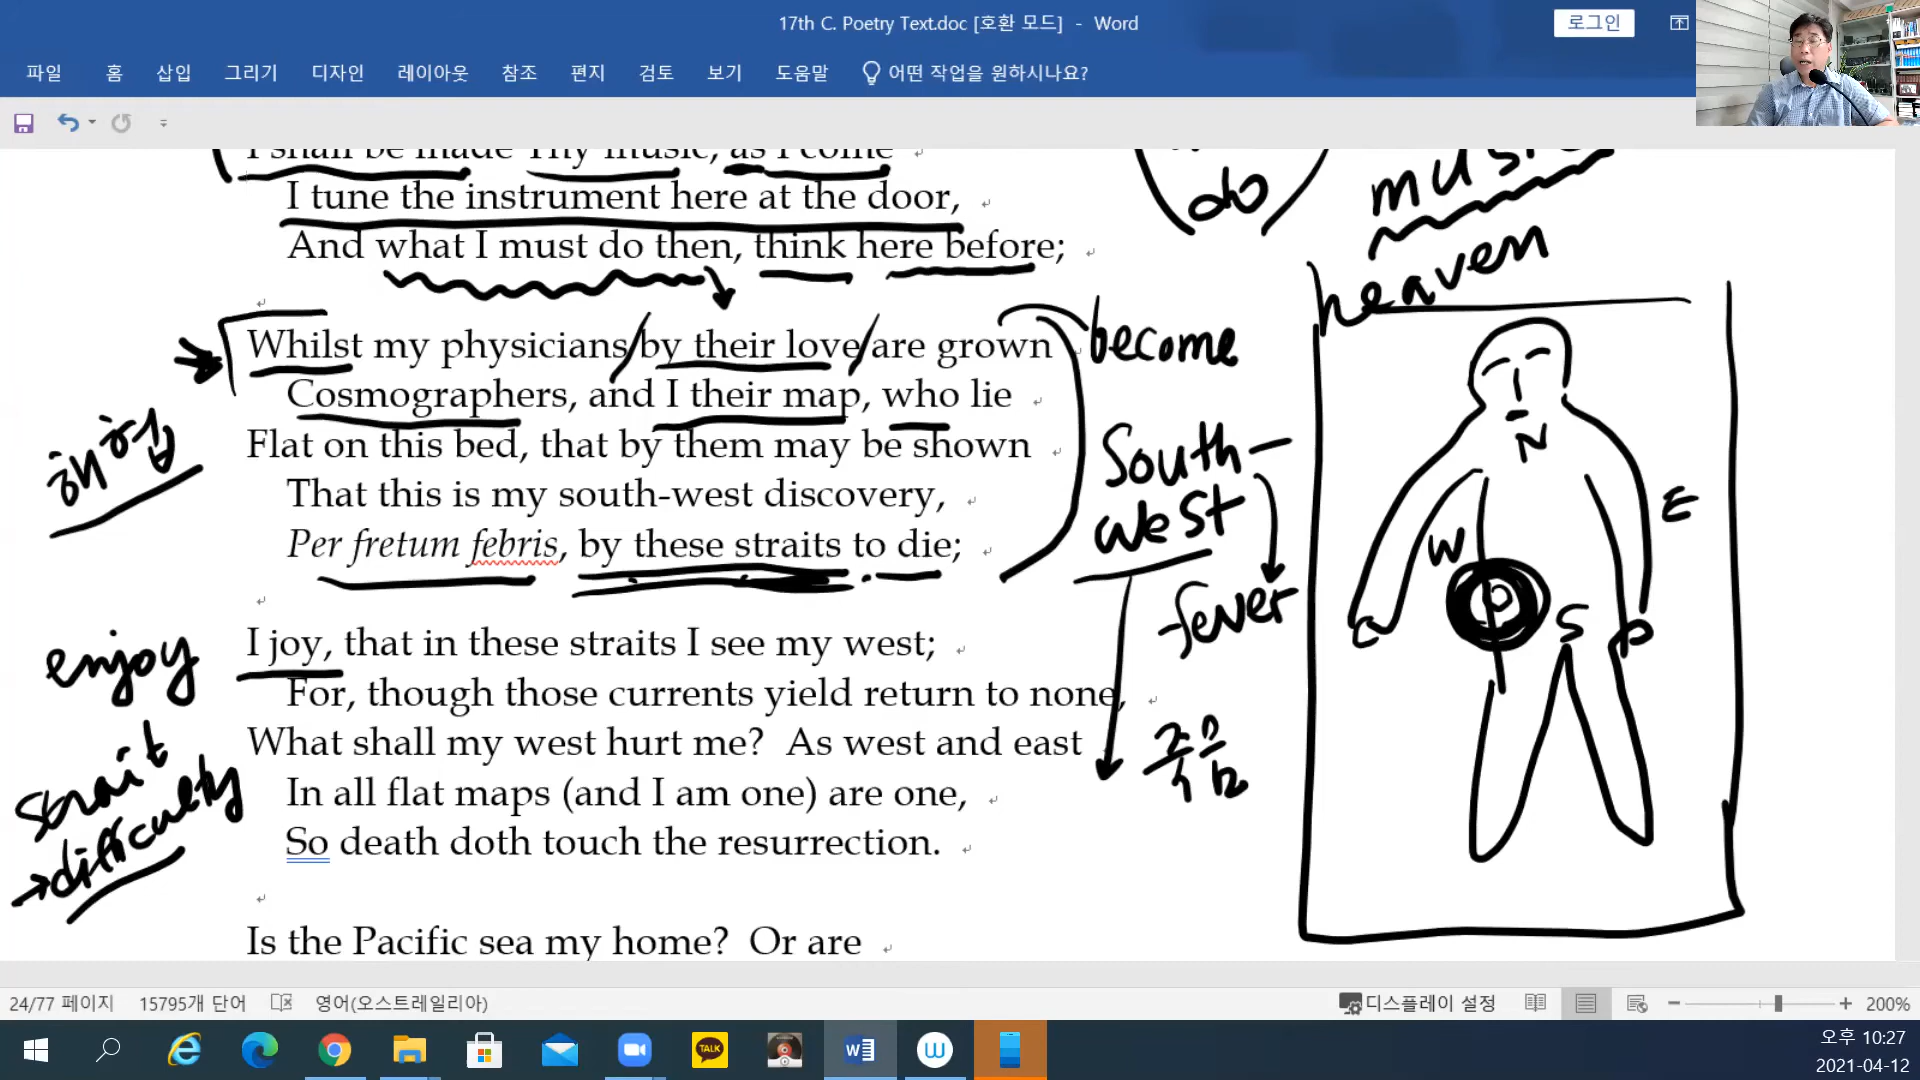 17th C. Poetry Text.doc [호환 모드] - Word
로그인
파일 홈 삽입 그리기 디자인 레이아웃 참조 편지 검토 보기 도움말 어떤 작업을 원하시나요?
I shall be made Thy music, as I come
I tune the instrument here at the door,
And what I must do then, think here before;
do
music
heaven
Whilst my physicians by their love are grown
become
Cosmographers, and I their map, who lie
Flat on this bed, that by them may be shown
해협
South-
west
That this is my south-west discovery,
Per fretum febris, by these straits to die;
fever
N
E
W
S
enjoy
I joy, that in these straits I see my west;
For, though those currents yield return to none,
What shall my west hurt me? As west and east
죽음
strait
→difficulty
In all flat maps (and I am one) are one,
So death doth touch the resurrection.
Is the Pacific sea my home? Or are
24/77 페이지 15795개 단어 영어(오스트레일리아) 디스플레이 설정 200%
TALK
오후 10:27
2021-04-12